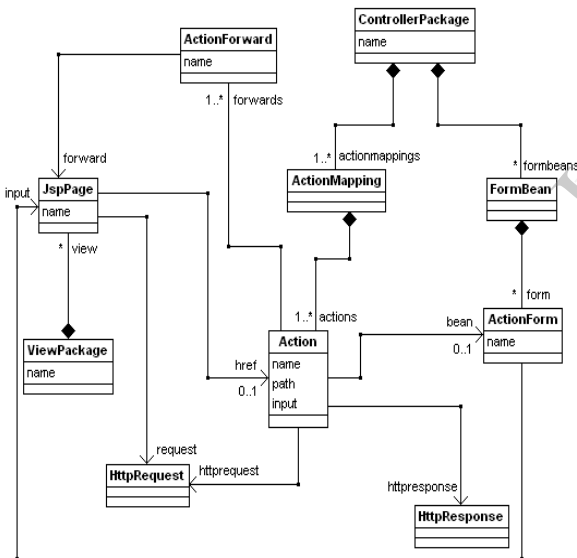 ControllerPackage
name
ActionForward
name
1..* forwards
1..* actionmappings
* formbeans
forward
ActionMapping
FormBean
input
JspPage
name
* view
1..* actions
* form
ViewPackage
name
Action
name
path
input
href
0..1
bean
0..1
ActionForm
name
request
httprequest
HttpRequest
httpresponse
HttpResponse